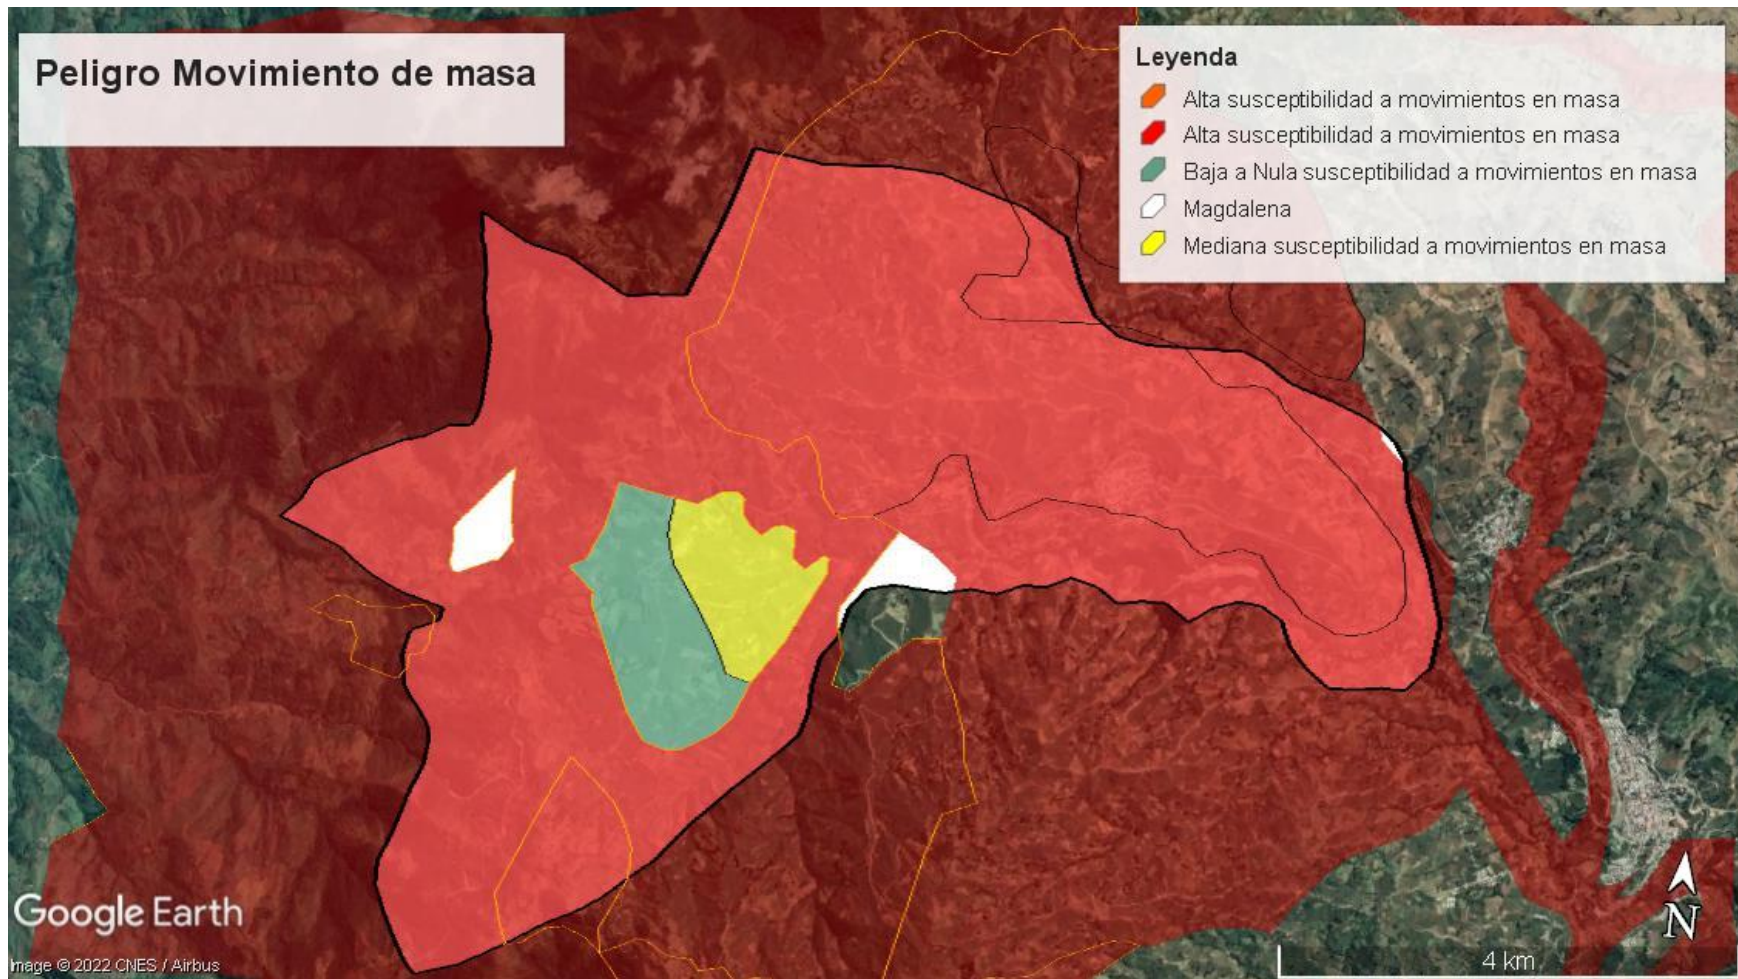 Peligro Movimiento de masa
Leyenda
Alta susceptibilidad a movimientos en masa
Alta susceptibilidad a movimientos en masa
Baja a Nula susceptibilidad a movimientos en masa
Magdalena
Mediana susceptibilidad a movimientos en masa
Google Earth
mage © 2022 CNES / Airbus
N
4 km